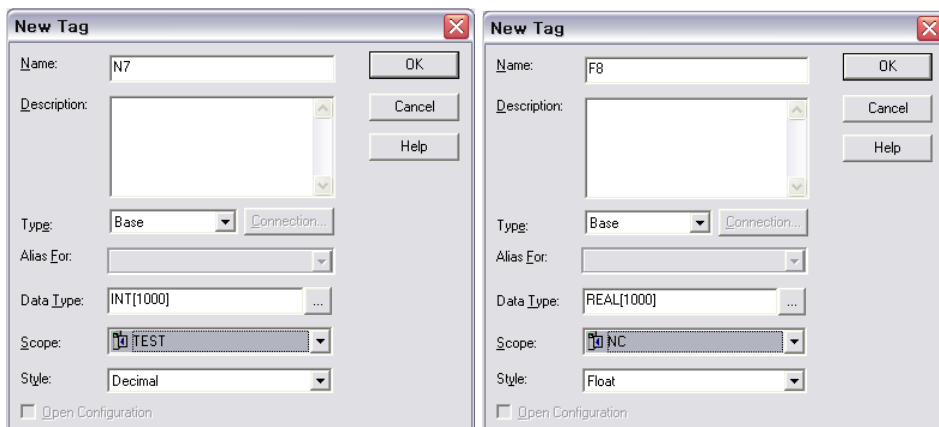 New Tag
Name:
N7
OK
Description:
Cancel
Help
Type:
Base
Connection...
Alias For:
Data Type:
INT[1000]
...
Scope:
TEST
Style:
Decimal
Open Configuration
New Tag
Name:
F8
OK
Description:
Cancel
Help
Type:
Base
Connection...
Alias For:
Data Type:
REAL[1000]
...
Scope:
NC
Style:
Float
Open Configuration